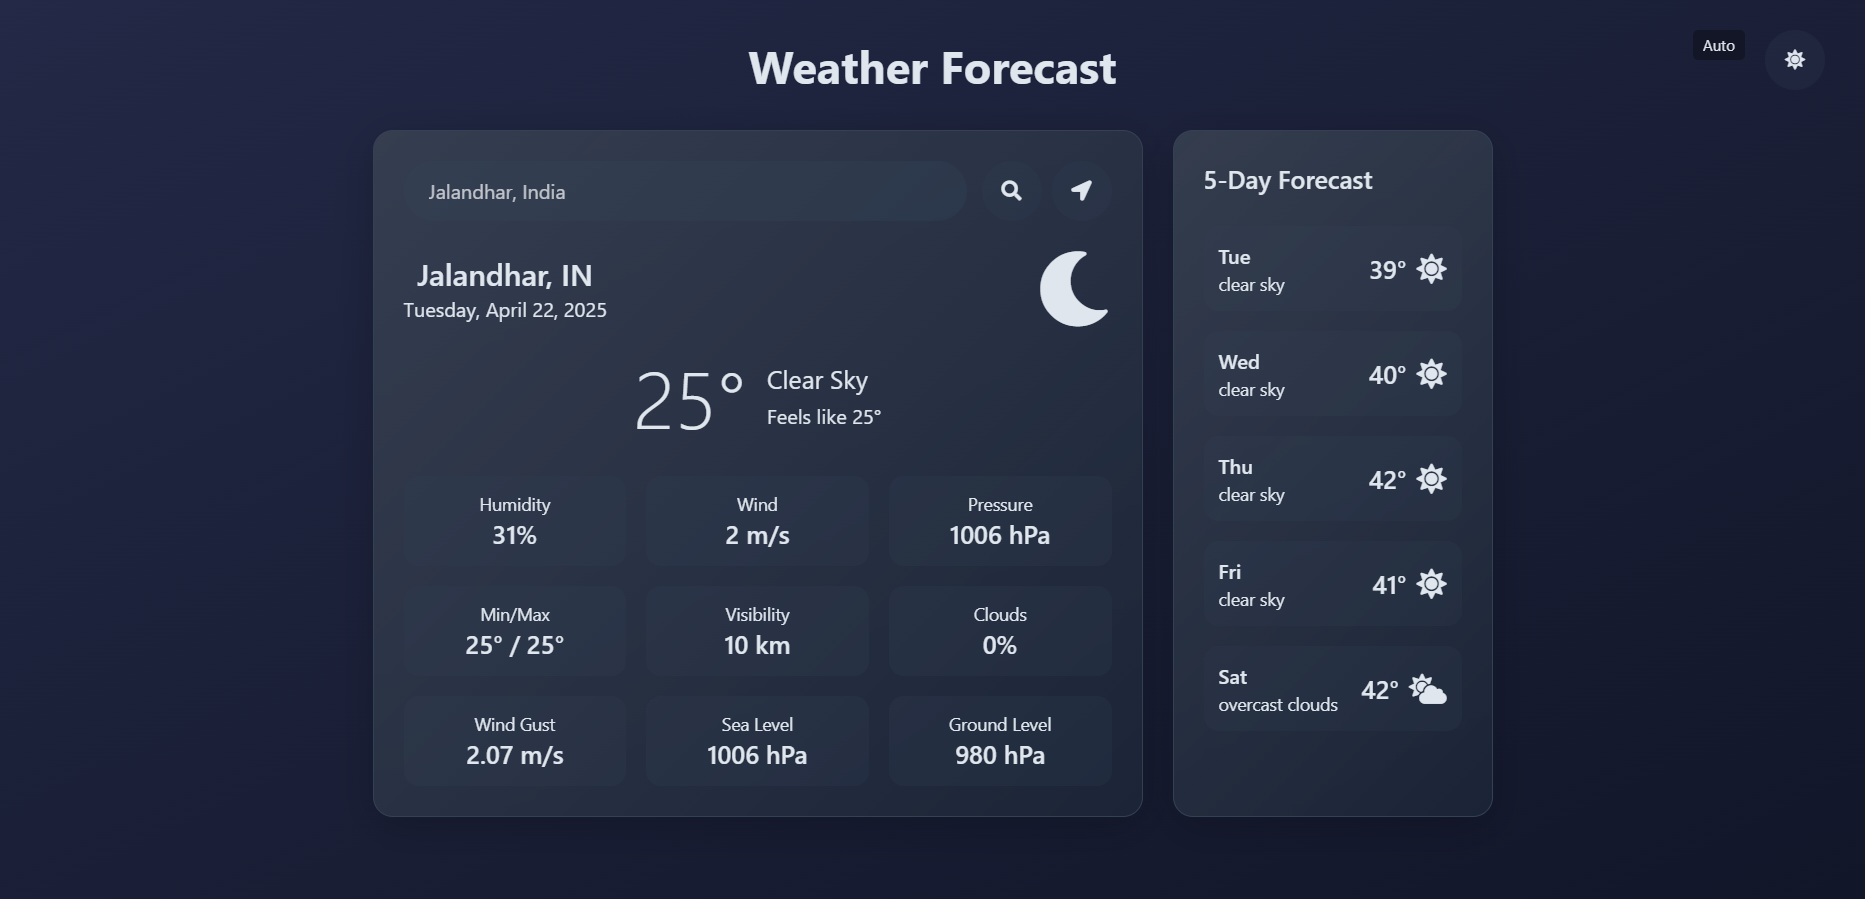 Weather Forecast
Auto
Jalandhar, India
Jalandhar, IN
Tuesday, April 22, 2025
25°
Clear Sky
Feels like 25°
Humidity
31%
Wind
2 m/s
Pressure
1006 hPa
Min/Max
25° / 25°
Visibility
10 km
Clouds
0%
Wind Gust
2.07 m/s
Sea Level
1006 hPa
Ground Level
980 hPa
5-Day Forecast
Tue
clear sky
39°
Wed
clear sky
40°
Thu
clear sky
42°
Fri
clear sky
41°
Sat
overcast clouds
42°